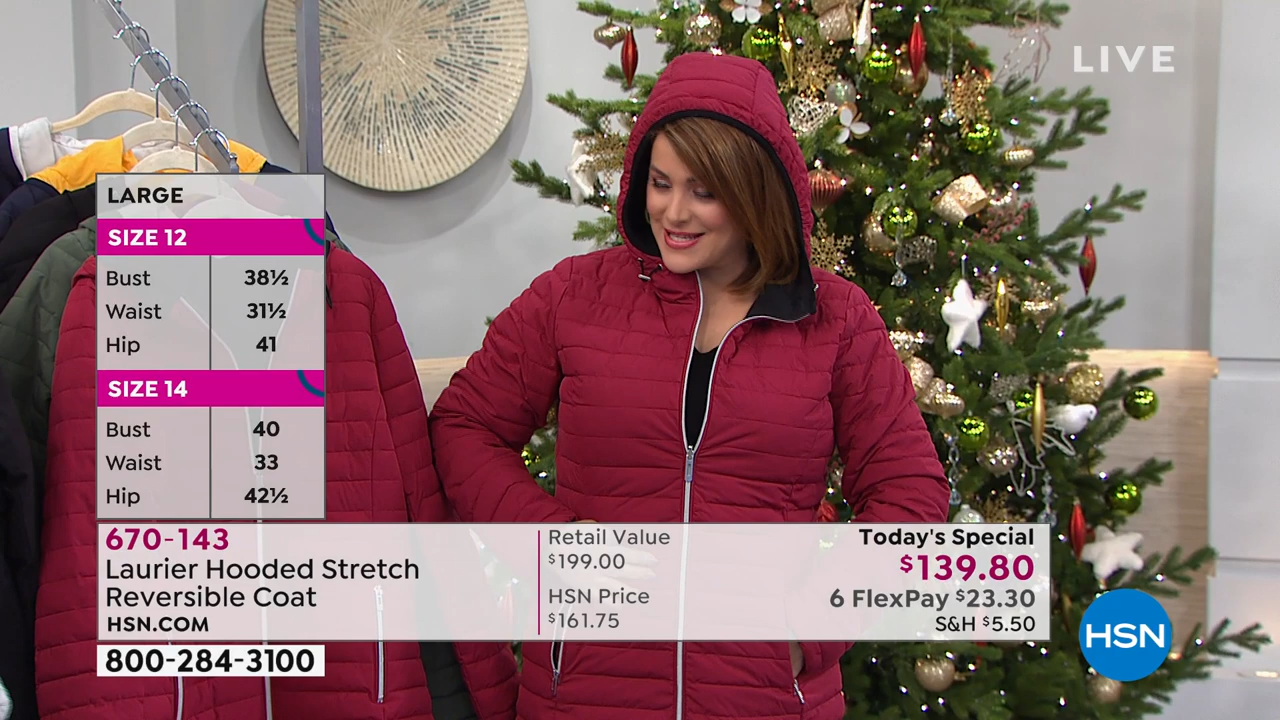 LIVE
LARGE
SIZE 12
Bust 38½
Waist 31½
Hip 41
SIZE 14
Bust 40
Waist 33
Hip 42½
670-143
Laurier Hooded Stretch
Reversible Coat
HSN.COM
Retail Value
$199.00
HSN Price
$161.75
Today's Special
$139.80
6 FlexPay $23.30
S&H $5.50
800-284-3100
HSN